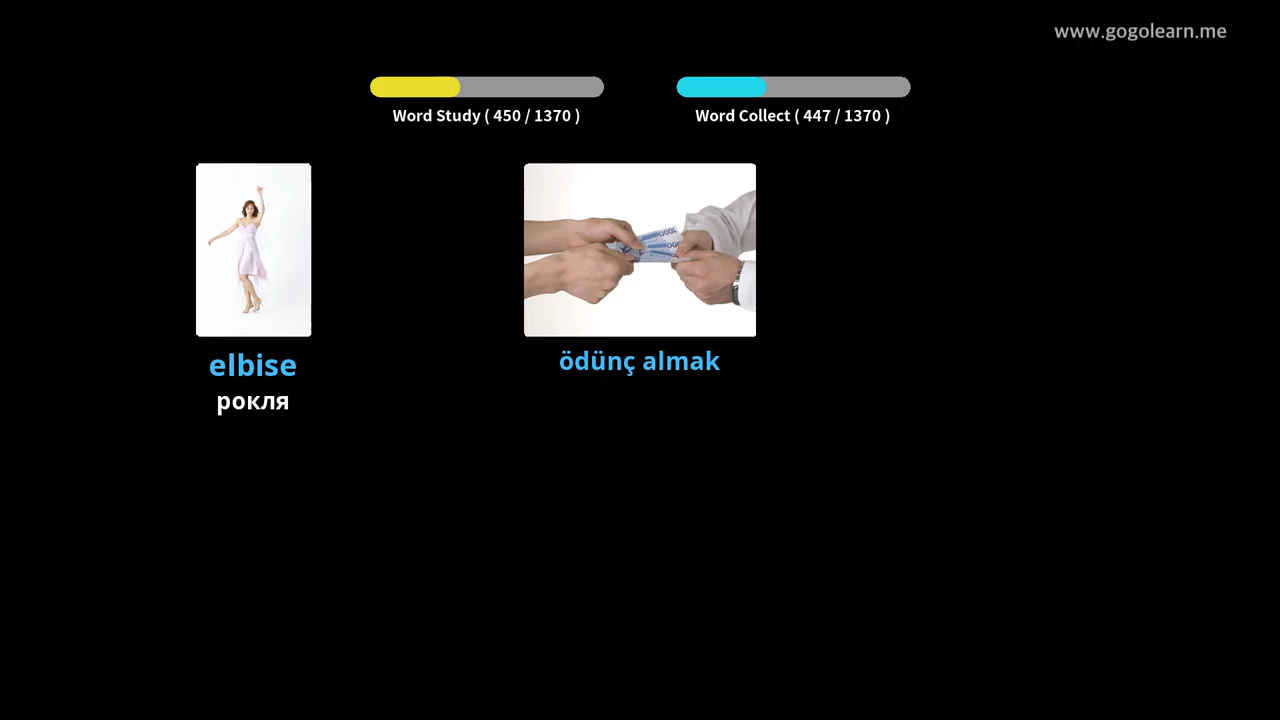 www.gogolearn.me
Word Study ( 450 / 1370 )
Word Collect ( 447 / 1370 )
elbise
рокля
ödünç almak